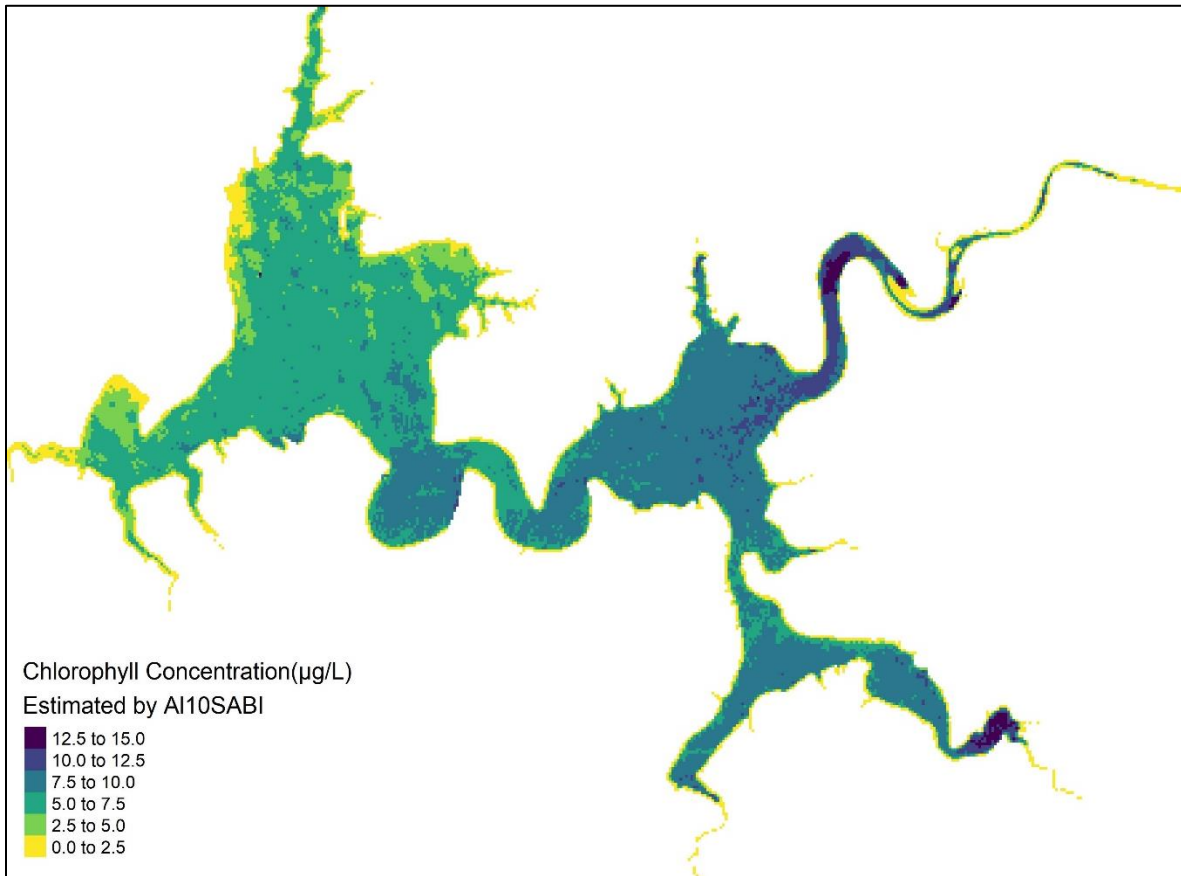 Chlorophyll Concentration(µg/L)
Estimated by Al10SABI
12.5 to 15.0
10.0 to 12.5
7.5 to 10.0
5.0 to 7.5
2.5 to 5.0
0.0 to 2.5